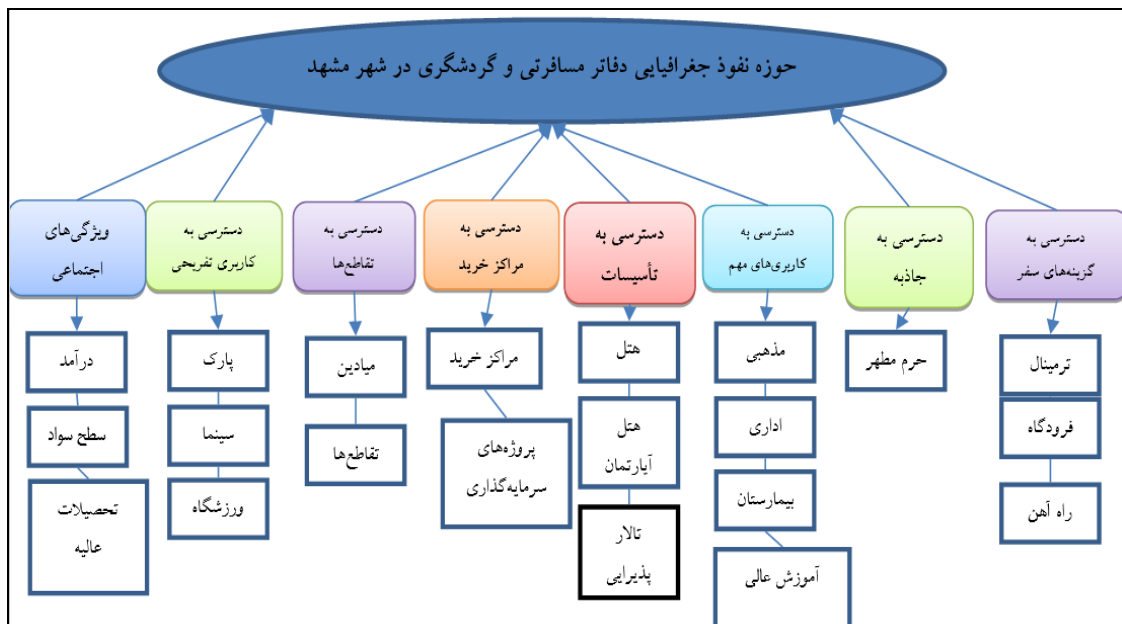 حوزه نفوذ جغرافیایی دفاتر مسافرتی و گردشگری در شهر مشهد
دسترسی به
گزینه‌های سفر
ترمینال
فرودگاه
راه آهن
دسترسی به
جاذبه
حرم مطهر
دسترسی به
کاربری‌های مهم
مذهبی
اداری
بیمارستان
آموزش عالی
دسترسی به
تأسیسات
هتل
هتل
آپارتمان
تالار
پذیرایی
دسترسی به
مراکز خرید
مراکز خرید
پروژه‌های
سرمایه‌گذاری
دسترسی به
تقاطع‌ها
میادین
تقاطع‌ها
دسترسی به
کاربری تفریحی
پارک
سینما
ورزشگاه
ویژگی‌های
اجتماعی
درآمد
سطح سواد
تحصیلات
عالیه